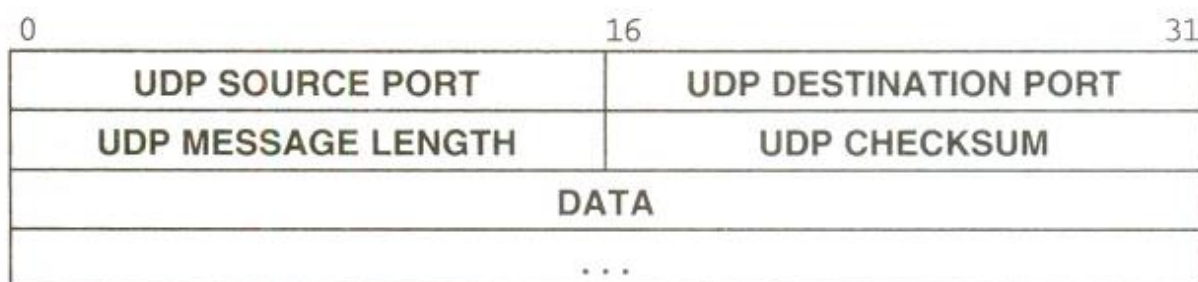 0 16 31
UDP SOURCE PORT UDP DESTINATION PORT
UDP MESSAGE LENGTH UDP CHECKSUM
DATA
...